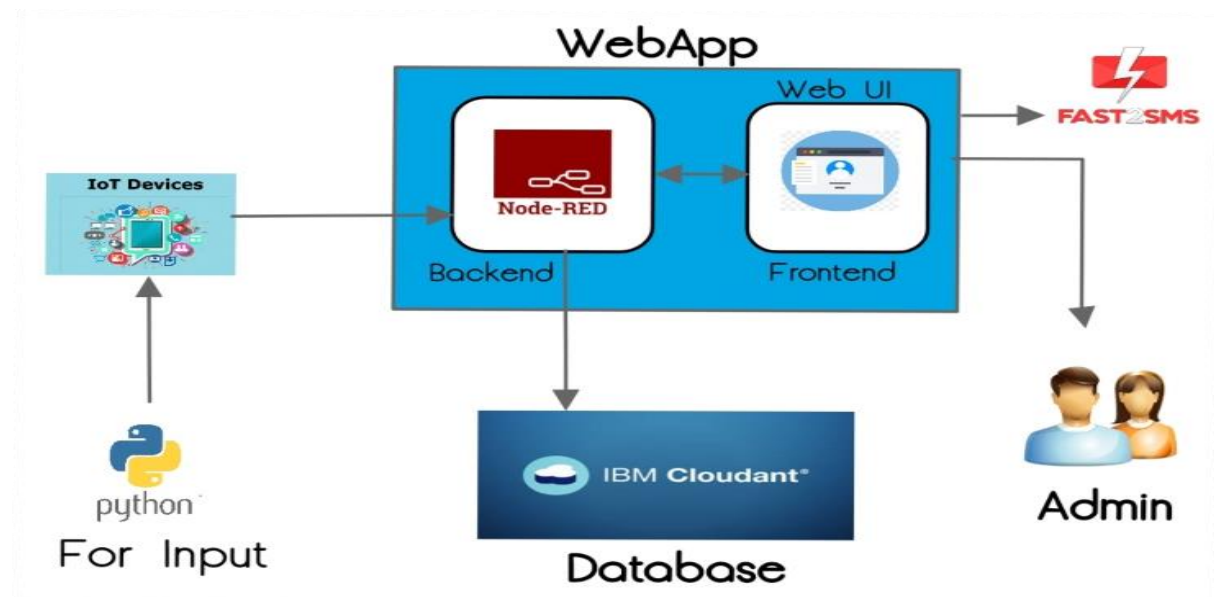 WebApp
Web UI
FAST2SMS
IoT Devices
Node-RED
Backend
Frontend
python
For Input
IBM Cloudant®
Database
Admin